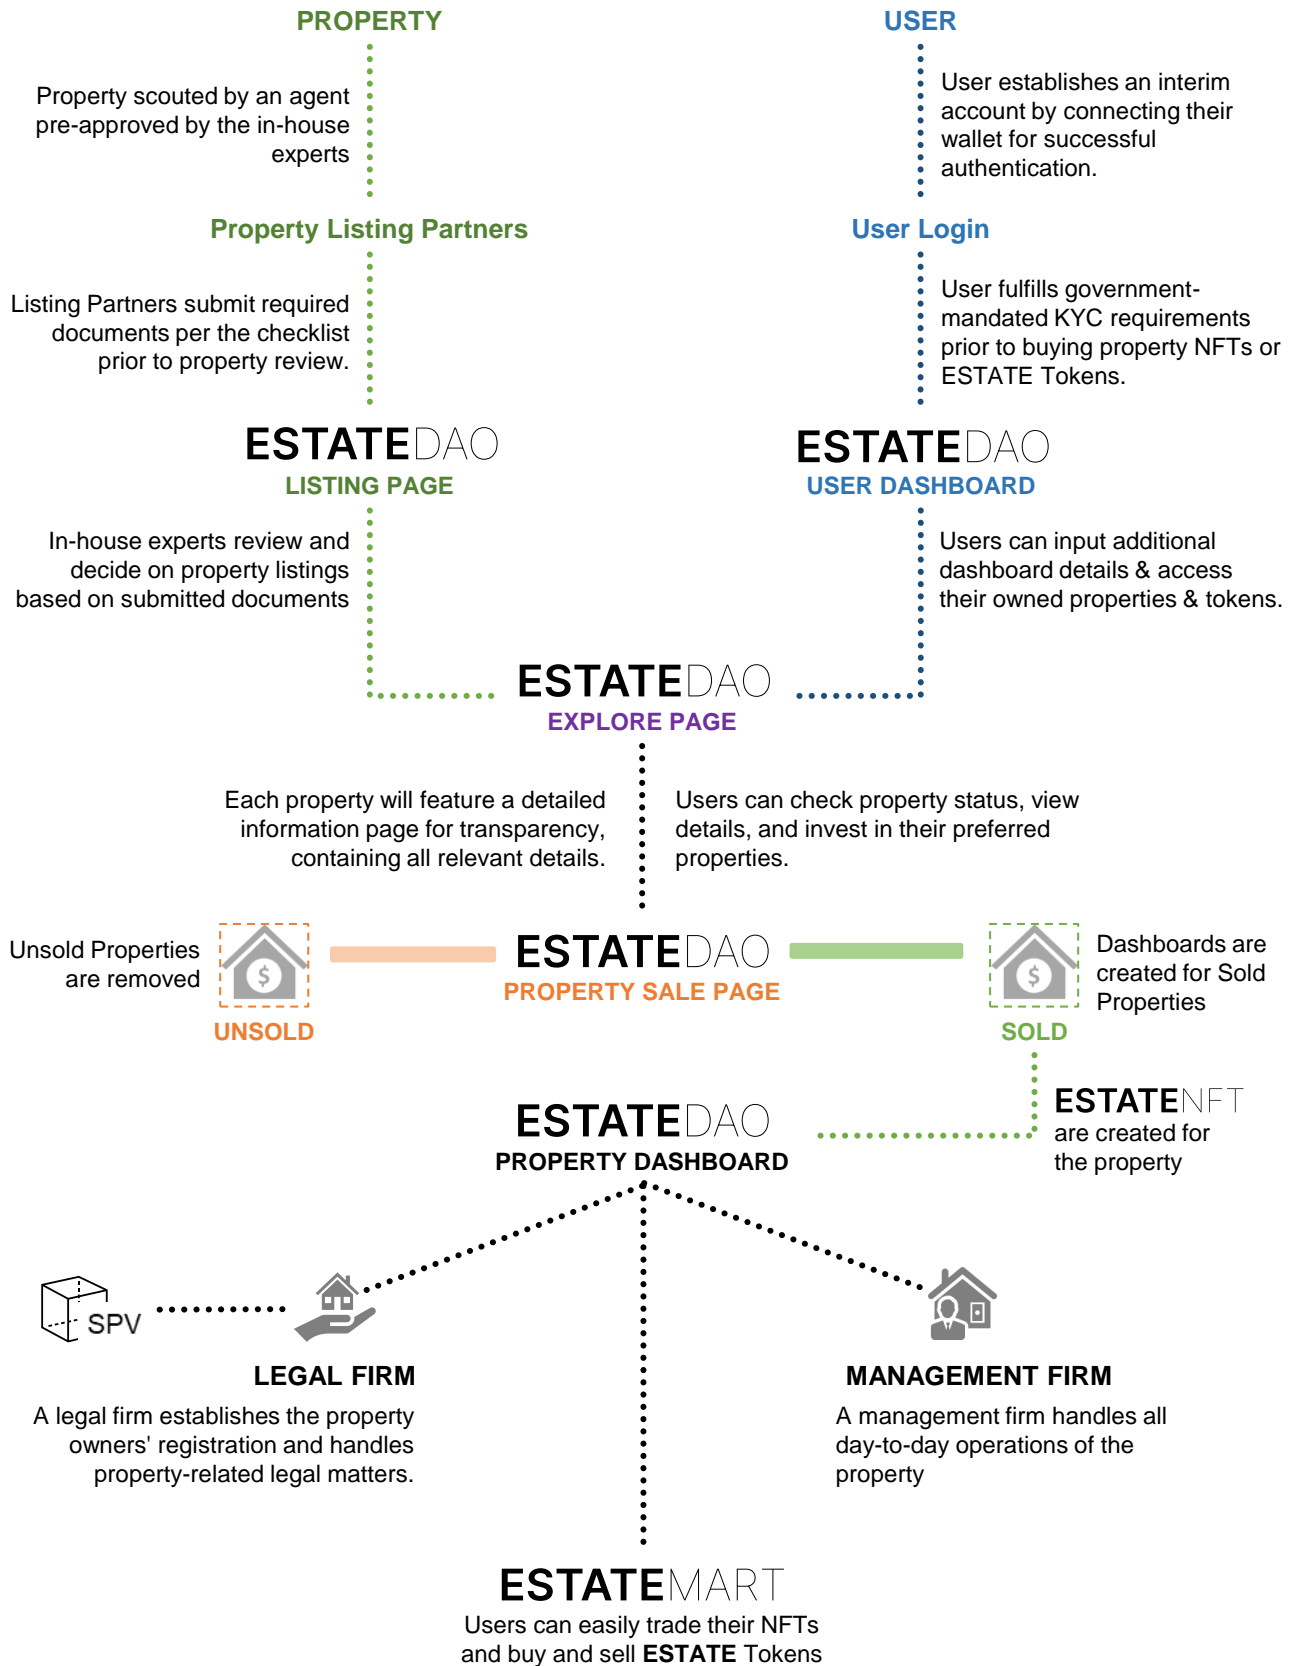 PROPERTY
USER
Property scouted by an agent
pre-approved by the in-house
experts
User establishes an interim
account by connecting their
wallet for successful
authentication.
Property Listing Partners
User Login
Listing Partners submit required
documents per the checklist
prior to property review.
User fulfills government-
mandated KYC requirements
prior to buying property NFTs or
ESTATE Tokens.
ESTATEDAO
LISTING PAGE
ESTATEDAO
USER DASHBOARD
In-house experts review and
decide on property listings
based on submitted documents
Users can input additional
dashboard details & access
their owned properties & tokens.
ESTATEDAO
EXPLORE PAGE
Each property will feature a detailed
information page for transparency,
containing all relevant details.
Users can check property status, view
details, and invest in their preferred
properties.
Unsold Properties
are removed
$
UNSOLD
ESTATEDAO
PROPERTY SALE PAGE
$
SOLD
Dashboards are
created for Sold
Properties
ESTATENFT
are created for
the property
ESTATEDAO
PROPERTY DASHBOARD
SPV
LEGAL FIRM
A legal firm establishes the property
owners' registration and handles
property-related legal matters.
MANAGEMENT FIRM
A management firm handles all
day-to-day operations of the
property
ESTATEMART
Users can easily trade their NFTs
and buy and sell ESTATE Tokens